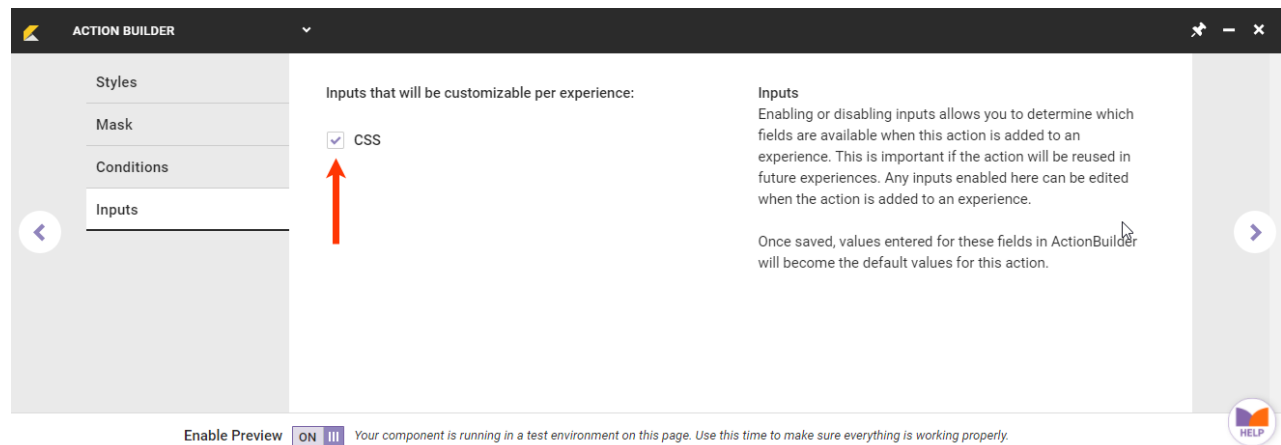 ACTION BUILDER
Styles
Mask
Conditions
Inputs
Inputs that will be customizable per experience:
CSS
Inputs
Enabling or disabling inputs allows you to determine which
fields are available when this action is added to an
experience. This is important if the action will be reused in
future experiences. Any inputs enabled here can be edited
when the action is added to an experience.
Once saved, values entered for these fields in ActionBuilder
will become the default values for this action.
Enable Preview ON Your component is running in a test environment on this page. Use this time to make sure everything is working properly.
HELP